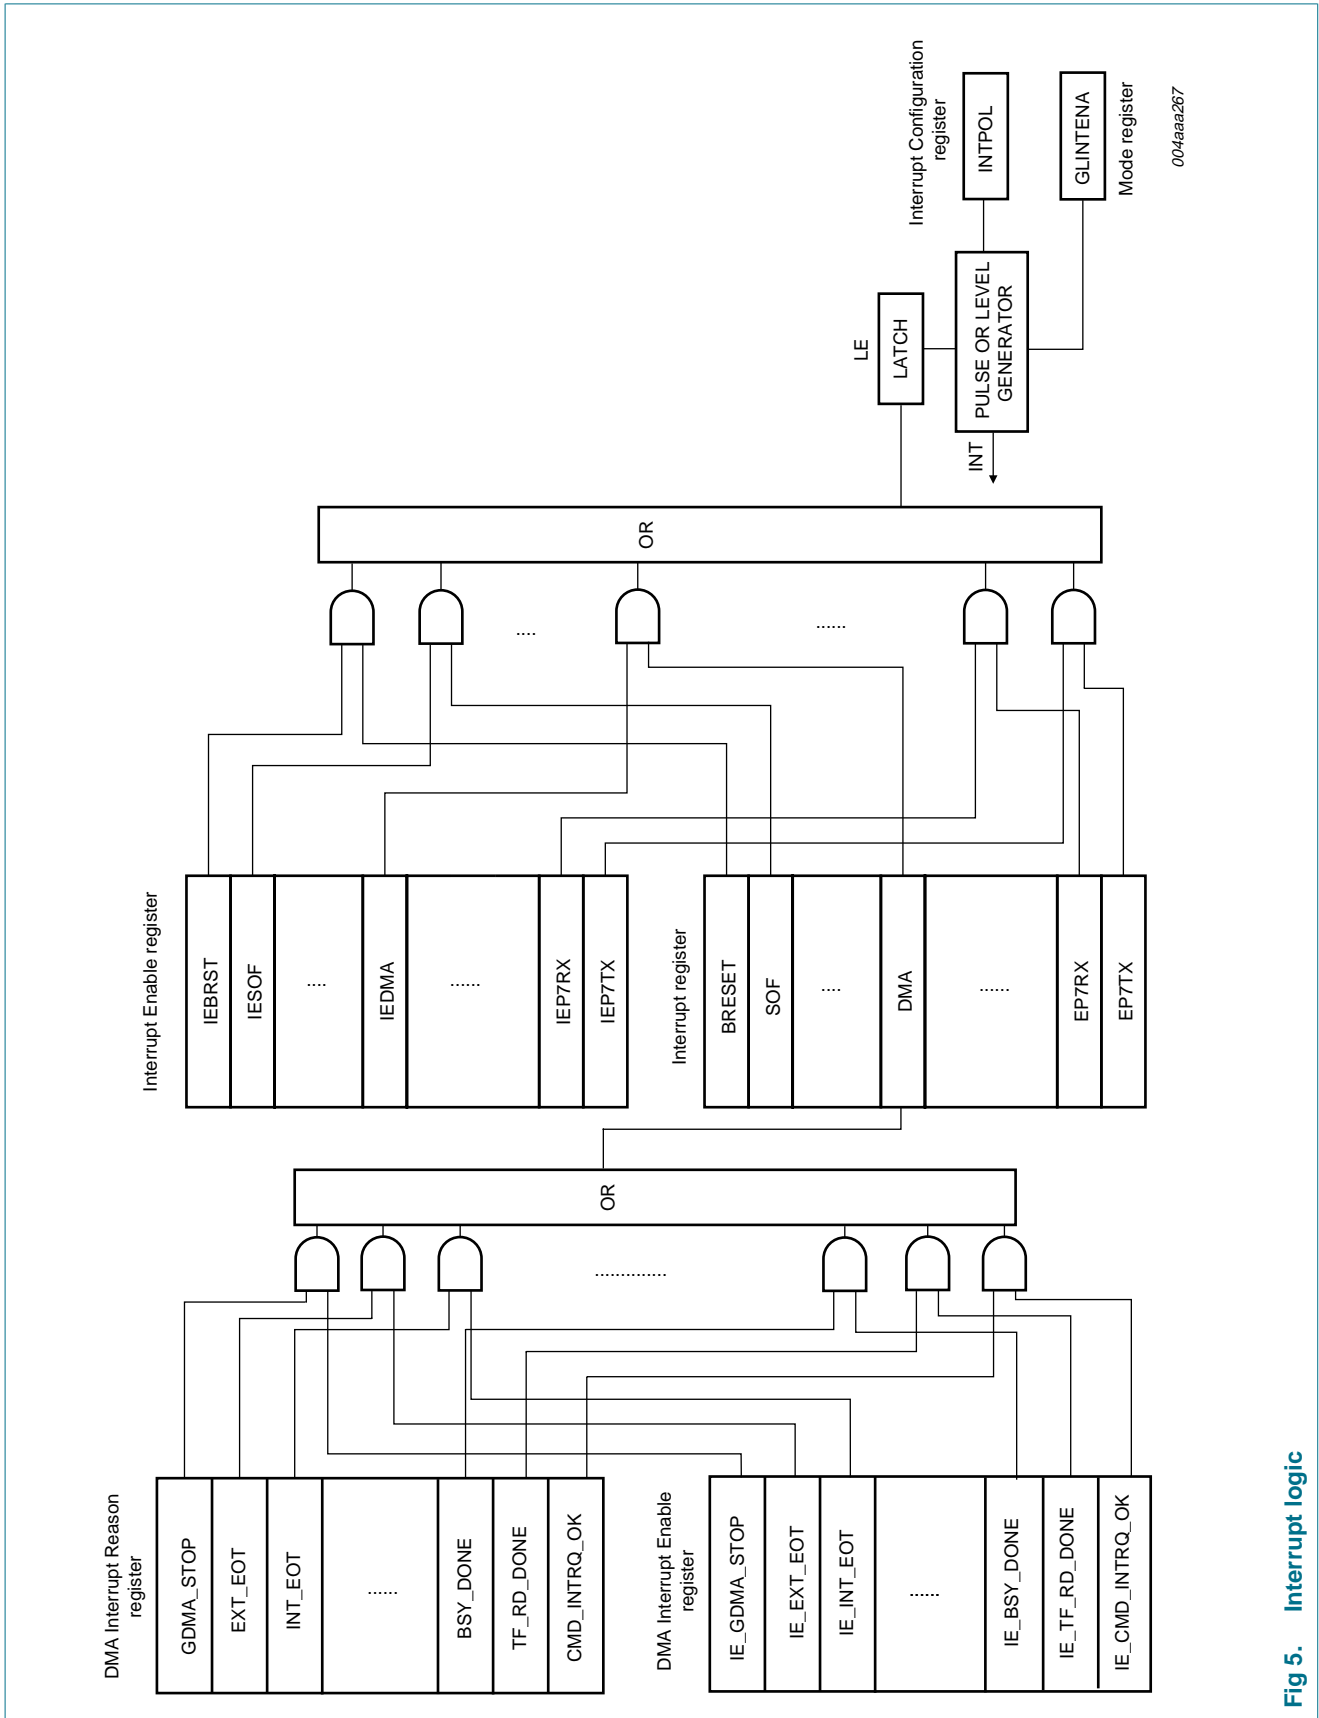 DMA Interrupt Reason
register
GDMA_STOP
EXT_EOT
INT_EOT
......
BSY_DONE
TF_RD_DONE
CMD_INTRQ_OK
DMA Interrupt Enable
register
IE_GDMA_STOP
IE_EXT_EOT
IE_INT_EOT
......
IE_BSY_DONE
IE_TF_RD_DONE
IE_CMD_INTRQ_OK
..............
OR
Interrupt Enable register
IEBRST
IESOF
....
IEDMA
......
IEP7RX
IEP7TX
Interrupt register
BRESET
SOF
....
DMA
......
EP7RX
EP7TX
....
......
OR
LE
LATCH
INT
PULSE OR LEVEL
GENERATOR
Interrupt Configuration
register
INTPOL
GLINTENA
Mode register
004aaa267
Fig 5. Interrupt logic